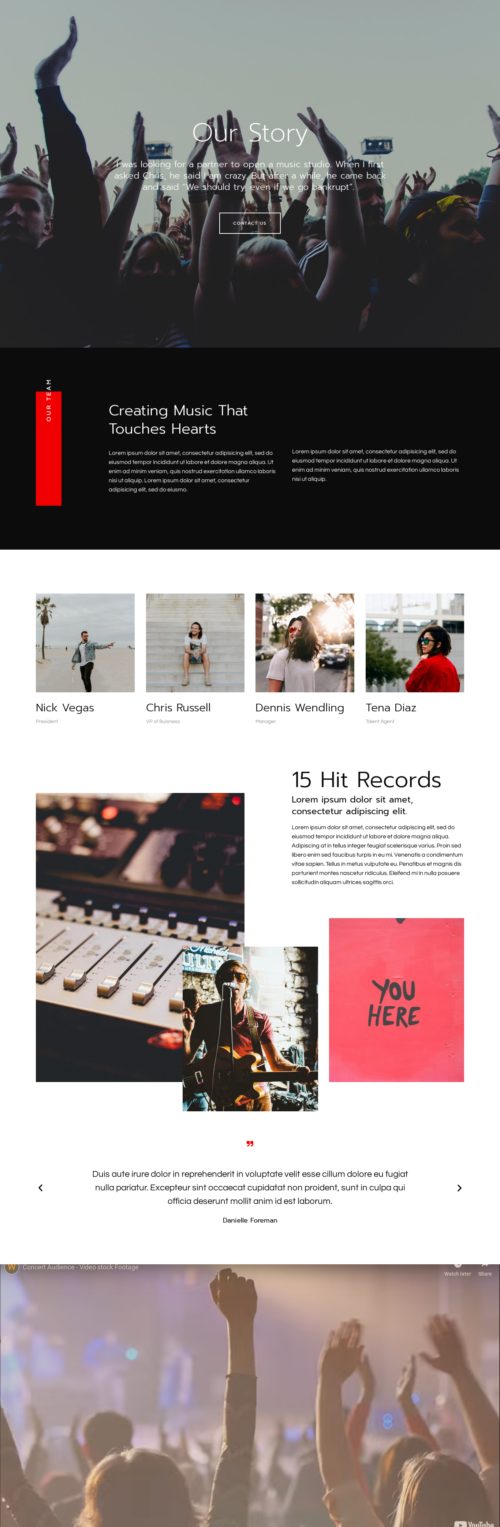 Our Story
I was looking for a partner to open a music studio. When I first
asked Chris, he said I am crazy. But after a while, he came back
and said "We should try, even if we go bankrupt".
CONTACT US
OUR TEAM
Creating Music That
Touches Hearts
Lorem ipsum dolor sit amet, consectetur adipiscing elit, sed do
eiusmod tempor incididunt ut labore et dolore magna aliqua. Ut
enim ad minim veniam, quis nostrud exercitation ullamco laboris
nisi ut aliquip. Lorem ipsum dolor sit amet, consectetur
adipiscing elit, sed do eiusmo.
Lorem ipsum dolor sit amet, consectetur adipiscing elit, sed do
eiusmod tempor incididunt ut labore et dolore magna aliqua. Ut
enim ad minim veniam, quis nostrud exercitation ullamco laboris
nisi ut aliquip.
Nick Vegas
President
Chris Russell
VP of Buisness
Dennis Wendling
Manager
Tena Diaz
Talent Agent
15 Hit Records
Lorem ipsum dolor sit amet,
consectetur adipiscing elit.
Lorem ipsum dolor sit amet, consectetur adipiscing elit, sed do
eiusmod tempor incididunt ut labore et dolore magna aliqua.
Adipiscing at in tellus integer feugiat scelerisque varius. Proin sed
libero enim sed faucibus turpis in eu mi. Venenatis a condimentum
vitae sapien. Tellus in metus vulputate eu. Penatibus et magnis dis
parturient montes nascetur ridiculus. Eleifend mi in nulla posuere
sollicitudin aliquam ultrices sagittis orci.
YOU
HERE
Duis aute irure dolor in reprehenderit in voluptate velit esse cillum dolore eu fugiat
nulla pariatur. Excepteur sint occaecat cupidatat non proident, sunt in culpa qui
officia deserunt mollit anim id est laborum.
Danielle Foreman
W
Concert Audience - Video stock Footage
Watch later
Share
YouTube